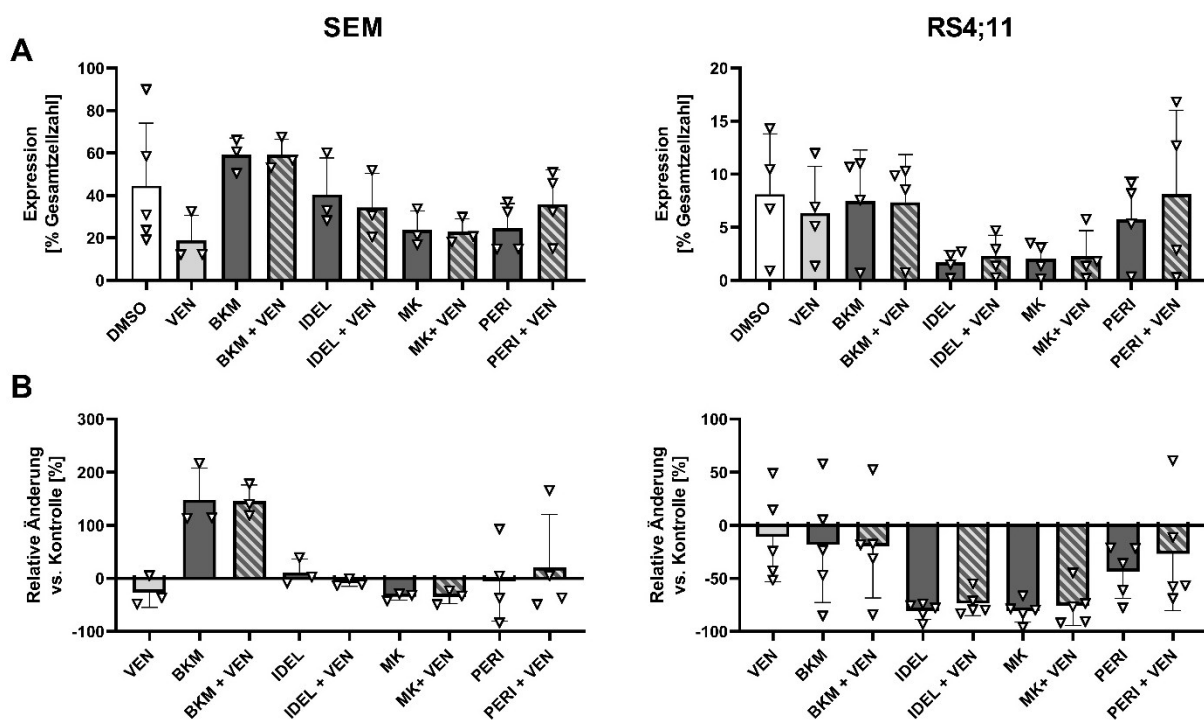 SEM
RS4;11
A
Expression
[% Gesamtzellzahl]
100
80
60
40
20
0
DMSO
VEN
BKM
BKM + VEN
IDEL
IDEL + VEN
MK
MK+ VEN
PERI
PERI + VEN
Expression
[% Gesamtzellzahl]
20
15
10
5
0
DMSO
VEN
BKM
BKM + VEN
IDEL
IDEL + VEN
MK
MK+ VEN
PERI
PERI + VEN
B
Relative Änderung
vs. Kontrolle [%]
300
200
100
0
-100
VEN
BKM
BKM + VEN
IDEL
IDEL + VEN
MK
MK+ VEN
PERI
PERI + VEN
Relative Änderung
vs. Kontrolle [%]
100
50
0
-50
-100
VEN
BKM
BKM + VEN
IDEL
IDEL + VEN
MK
MK+ VEN
PERI
PERI + VEN